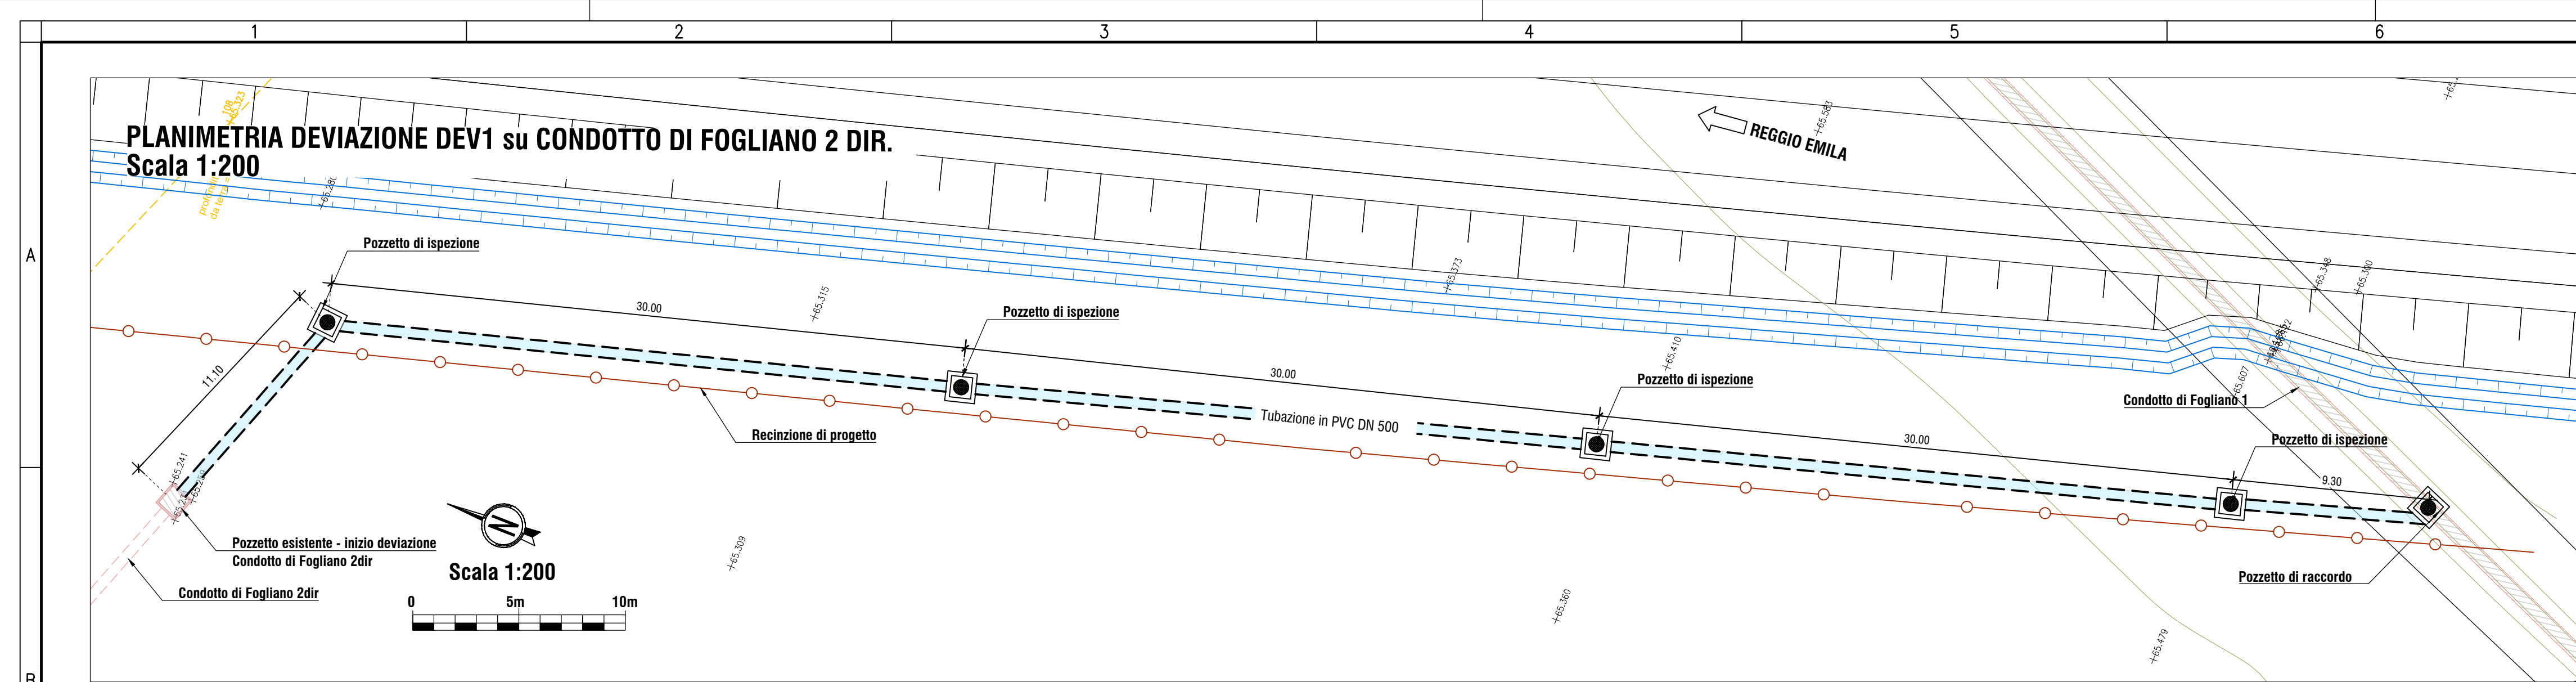 1
2
3
4
5
6
A
B
PLANIMETRIA DEVIAZIONE DEV1 su CONDOTTO DI FOGLIANO 2 DIR.
Scala 1:200
REGGIO EMILA
108
+65.323
+65.583
Pozzetto di ispezione
30.00
+65.315
Pozzetto di ispezione
+65.373
30.00
+65.410
Pozzetto di ispezione
+65.348
+65.300
+65.607
Condotto di Fogliano 1
Pozzetto di ispezione
30.00
9.30
11.10
Recinzione di progetto
Tubazione in PVC DN 500
+65.241
Pozzetto esistente - inizio deviazione
Condotto di Fogliano 2dir
Condotto di Fogliano 2dir
N
Scala 1:200
0 5m 10m
+65.309
+65.360
+65.479
Pozzetto di raccordo